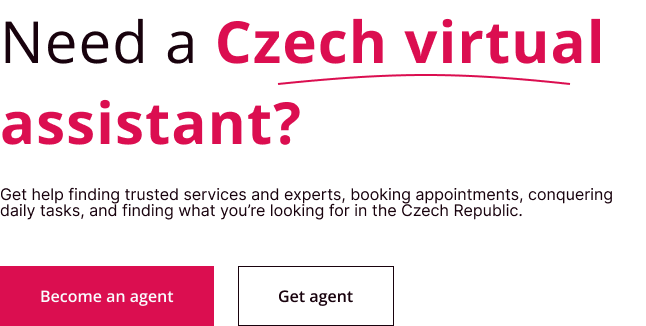 Need a Czech virtual
assistant?
Get help finding trusted services and experts, booking appointments, conquering
daily tasks, and finding what you’re looking for in the Czech Republic.
Become an agent
Get agent